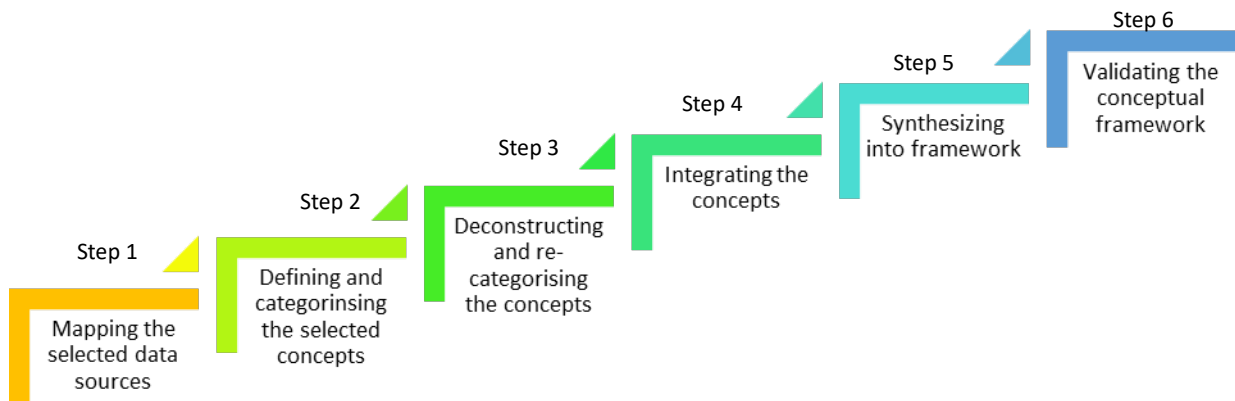 Step 1
Mapping the
selected data
sources
Step 2
Defining and
categorinsing
the selected
concepts
Step 3
Deconstructing
and re-
categorising
the concepts
Step 4
Integrating the
concepts
Step 5
Synthesizing
into framework
Step 6
Validating the
conceptual
framework